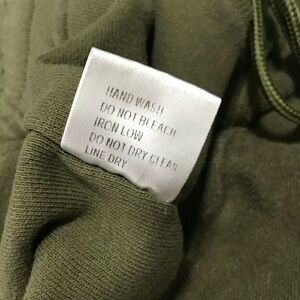 HAND WASH
DO NOT BLEACH
IRON LOW
DO NOT DRY CLEAN
LINE DRY